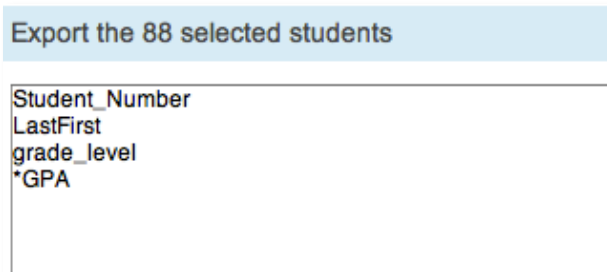 Export the 88 selected students
Student_Number
LastFirst
grade_level
*GPA